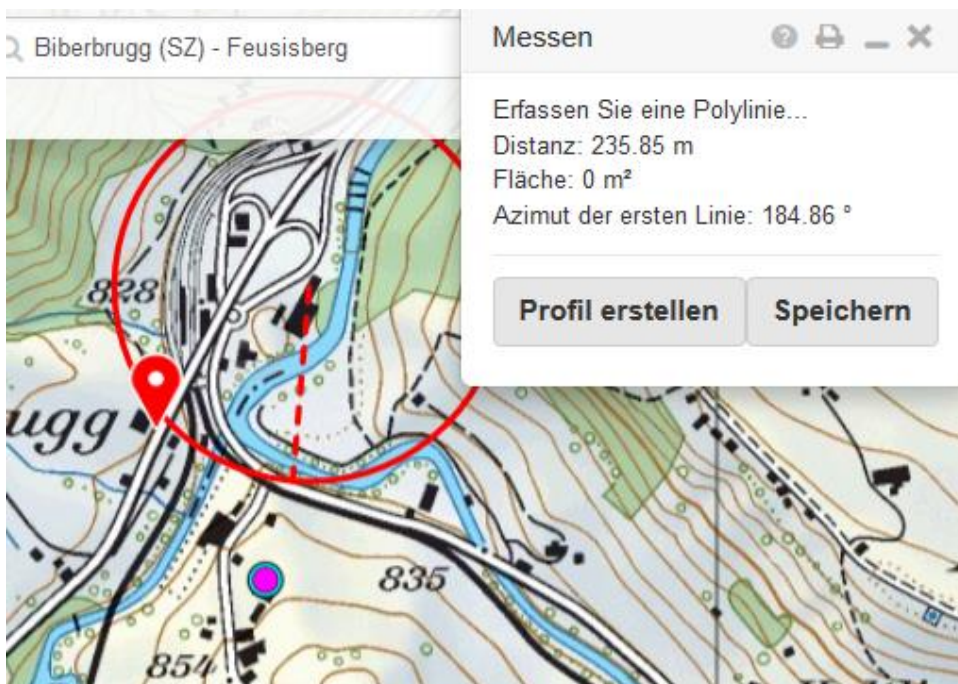 Biberbrugg (SZ) - Feusisberg
Messen
Erfassen Sie eine Polylinie...
Distanz: 235.85 m
Fläche: 0 m²
Azimut der ersten Linie: 184.86 °
Profil erstellen
Speichern
828
ugg
835
854